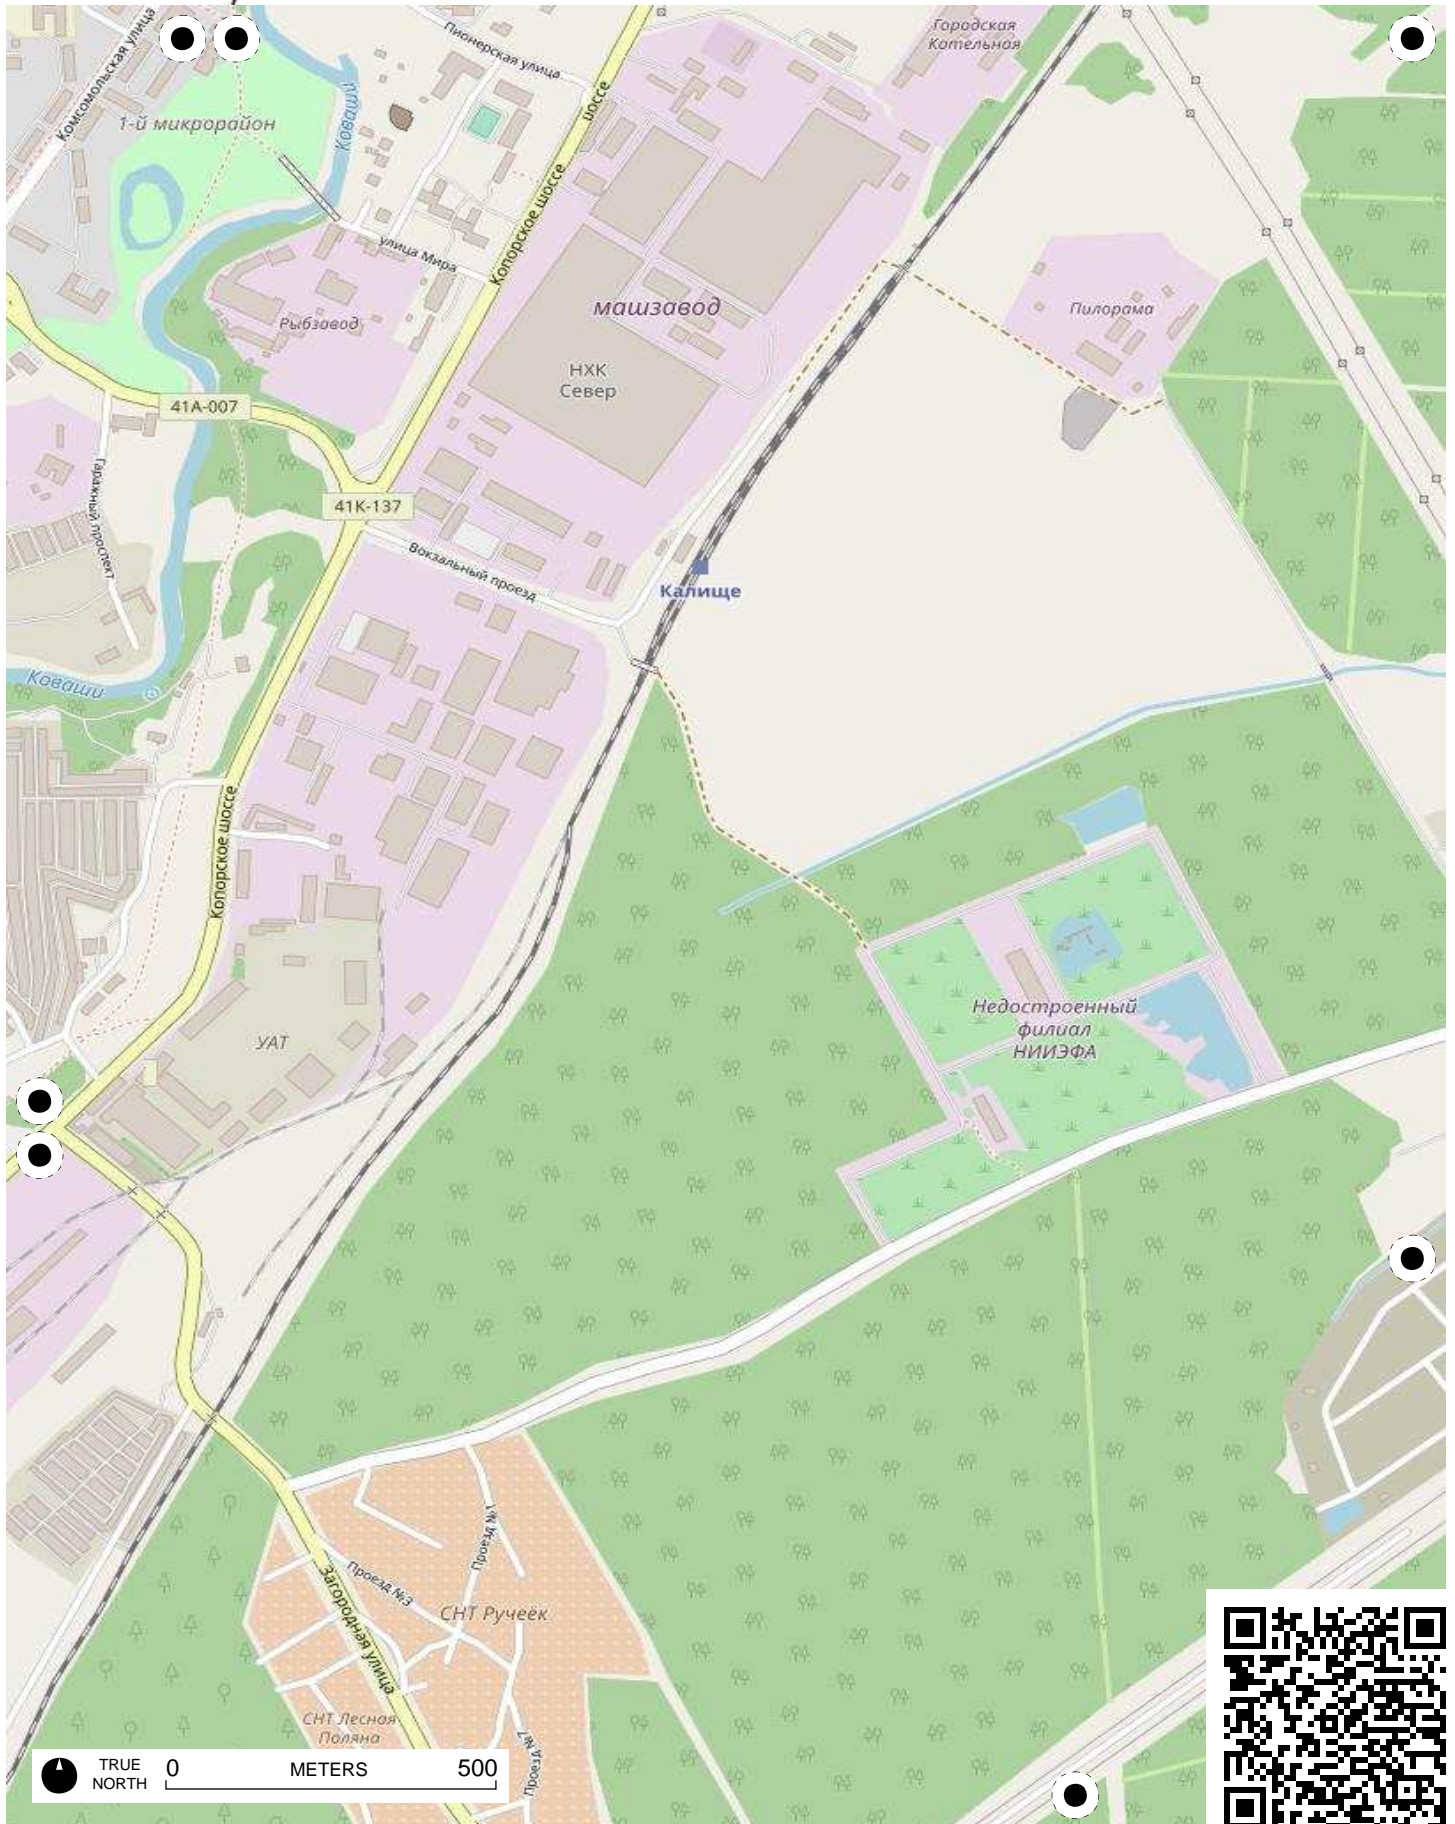 Комсомольская улица
Пионерская улица
Городская
Котельная
1-й микрорайон
Коваши
шоссе
Копорское шоссе
улица Мира
Рыбзавод
машзавод
Пилорама
НХК
Север
41А-007
41К-137
Гаражный проспект
Вокзальный проезд
Калище
Коваши
Копорское шоссе
УАТ
Недостроенный
филиал
НИИЭФА
Проезд №1
Проезд №3
Загородная улица
СНТ Ручеёк
СНТ Лесная
Поляна
Проезд №7
TRUE
NORTH
0 METERS 500